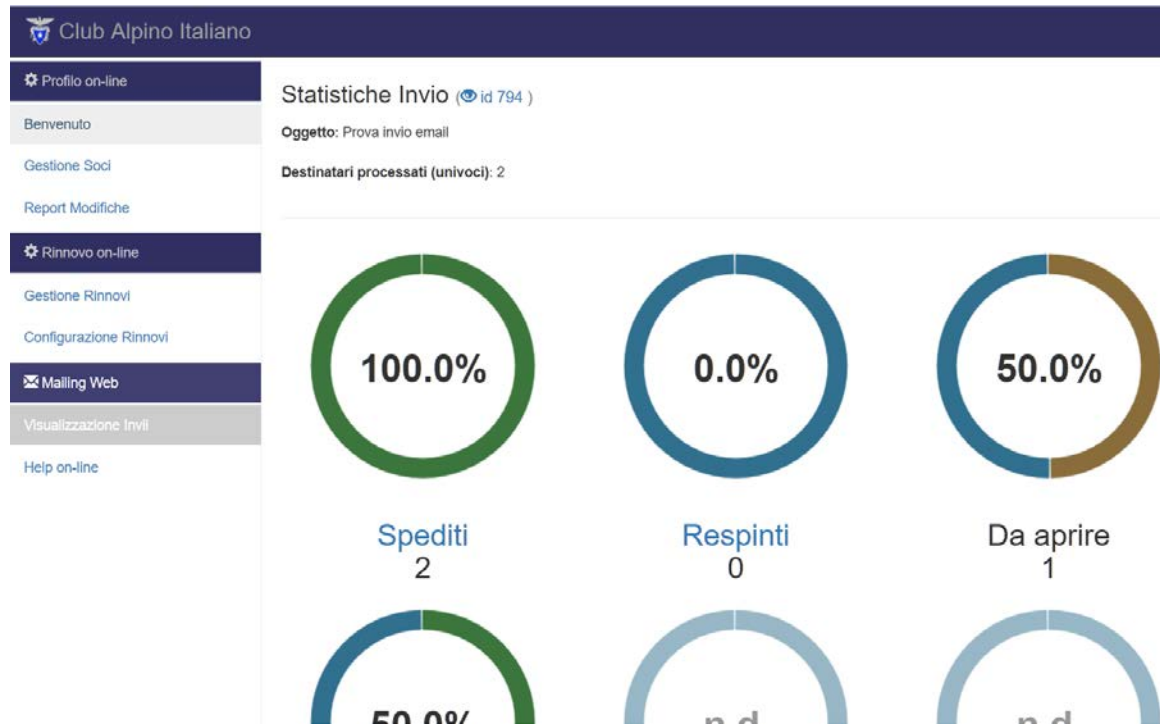 Club Alpino Italiano
Profilo on-line
Benvenuto
Gestione Soci
Report Modifiche
Rinnovo on-line
Gestione Rinnovi
Configurazione Rinnovi
Mailing Web
Visualizzazione Invii
Help on-line
Statistiche Invio (id 794 )
Oggetto: Prova invio email
Destinatari processati (univoci): 2
100.0%
0.0%
50.0%
Spediti
2
Respinti
0
Da aprire
1
50.0%
n.d.
n.d.